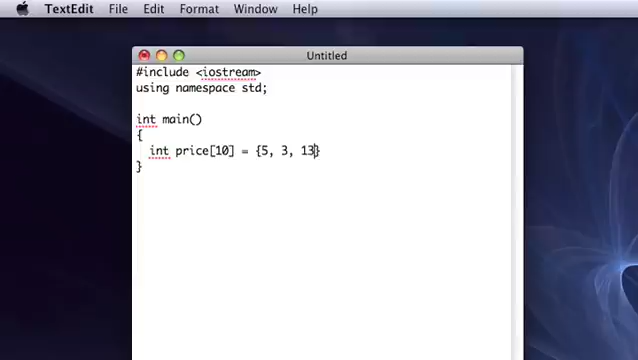 TextEdit File Edit Format Window Help
Untitled
#include <iostream>
using namespace std;
int main()
{
int price[10] = {5, 3, 13}
}